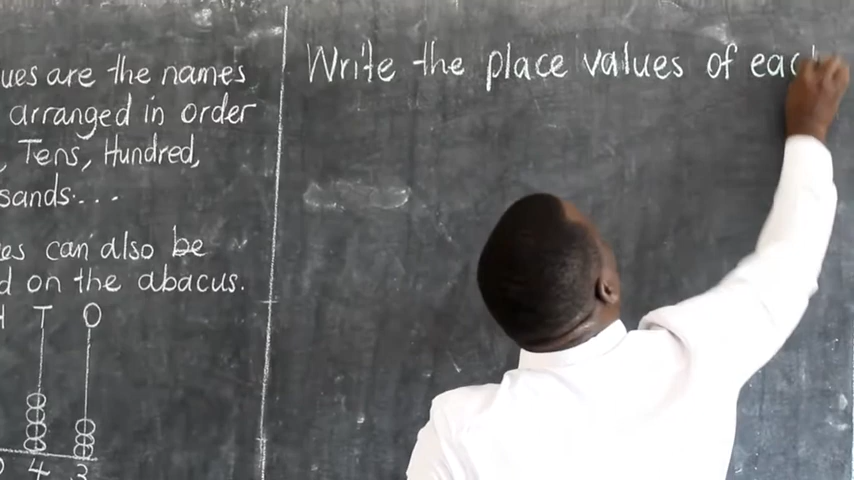 ues are the names
arranged in order
, Tens, Hundred,
sands....
es can also be
d on the abacus.
H T O
4 3
Write the place values of each